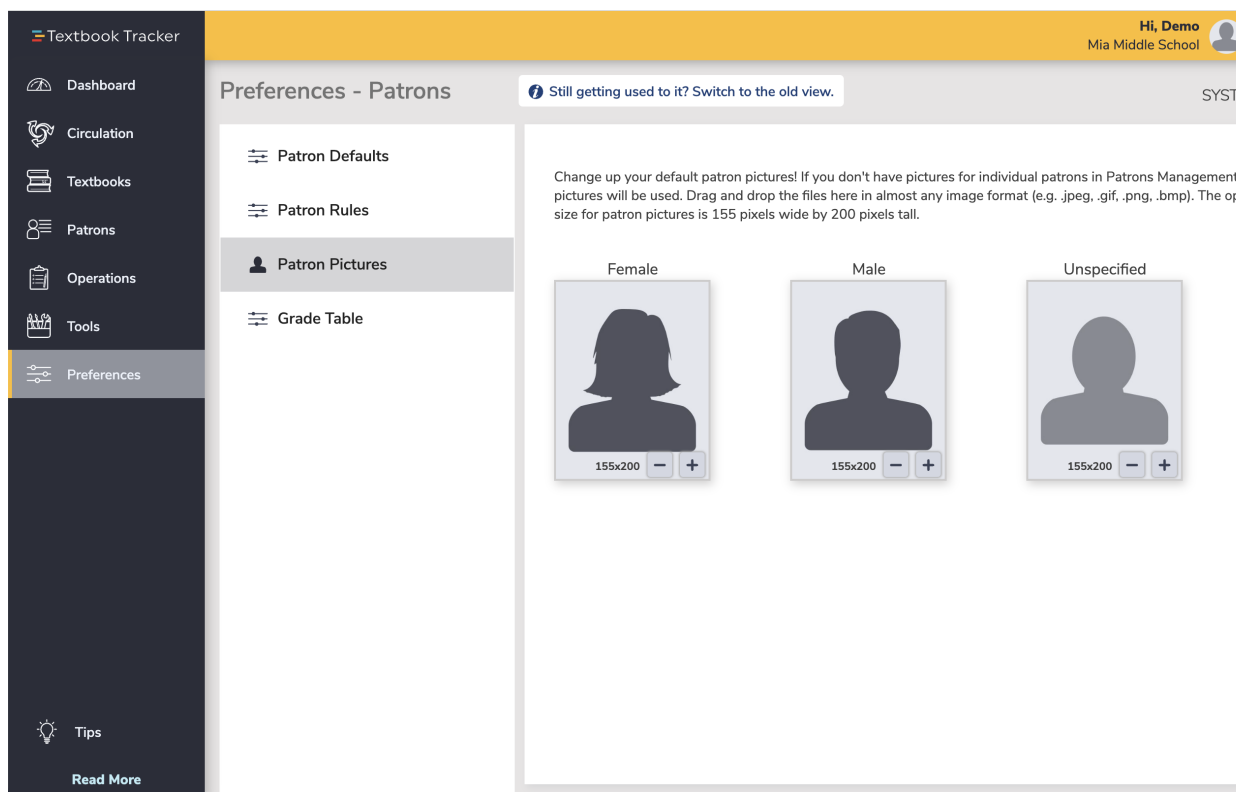 Textbook Tracker
Hi, Demo
Mia Middle School
Dashboard
Circulation
Textbooks
Patrons
Operations
Tools
Preferences
Tips
Read More
Preferences - Patrons
Still getting used to it? Switch to the old view.
SYST
Patron Defaults
Patron Rules
Patron Pictures
Grade Table
Change up your default patron pictures! If you don't have pictures for individual patrons in Patrons Management
pictures will be used. Drag and drop the files here in almost any image format (e.g. .jpeg, .gif, .png, .bmp). The op
size for patron pictures is 155 pixels wide by 200 pixels tall.
Female
Male
Unspecified
155x200
155x200
155x200